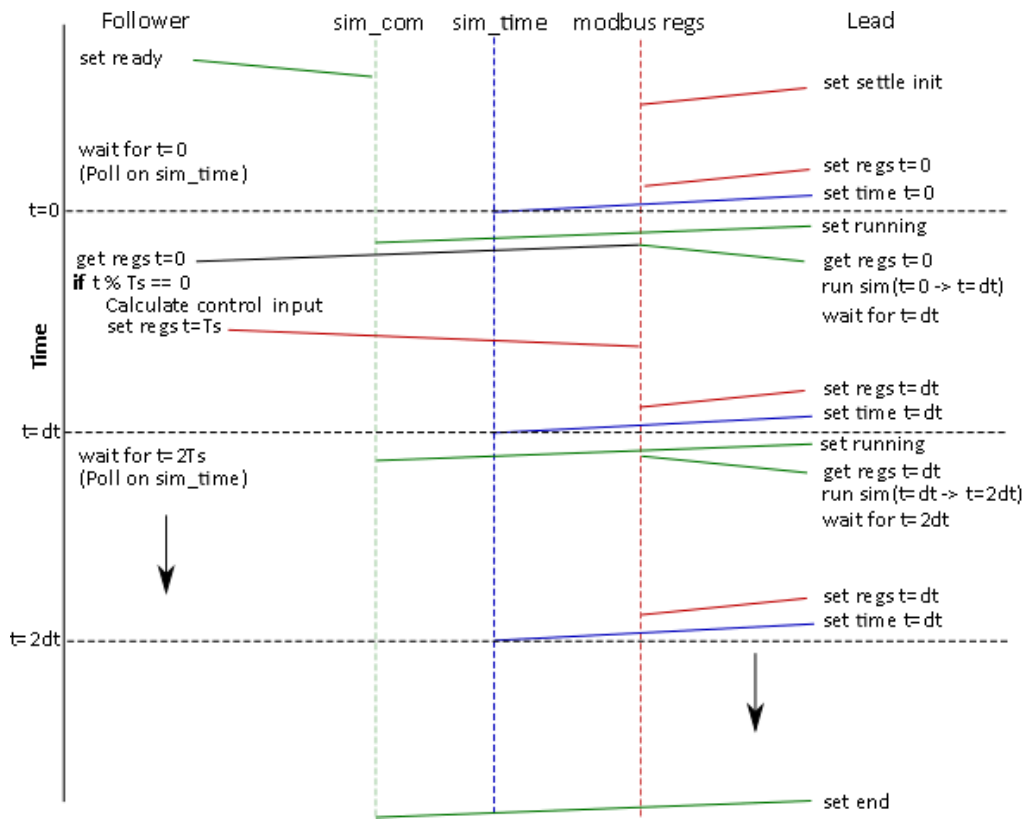 Follower
sim_com
sim_time
modbus regs
Lead
set ready
set settle init
wait for t=0
(Poll on sim_time)
set regs t=0
set time t=0
t=0
set running
get regs t=0
get regs t=0
if t % Ts == 0
run sim(t=0 -> t=dt)
Calculate control input
wait for t=dt
set regs t=Ts
Time
set regs t=dt
set time t=dt
t=dt
set running
wait for t=2Ts
(Poll on sim_time)
get regs t=dt
run sim(t=dt -> t=2dt)
wait for t=2dt
set regs t=dt
set time t=dt
t=2dt
set end